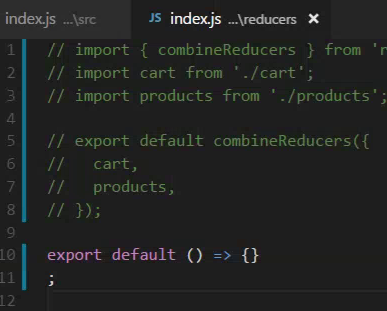 index.js ...\src
JS index.js ...\reducers ×
1 // import { combineReducers } from
2 // import cart from './cart';
3 // import products from './products';
4
5 // export default combineReducers({
6 //   cart,
7 //   products,
8 // });
9
10 export default () => {}
11 ;
12